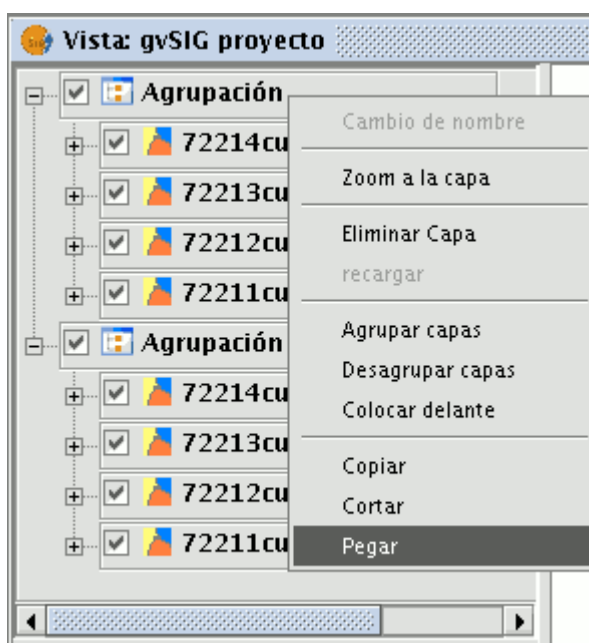 Vista: gvSIG proyecto
Agrupación
72214cu
72213cu
72212cu
72211cu
Agrupación
72214cu
72213cu
72212cu
72211cu
Cambio de nombre
Zoom a la capa
Eliminar Capa
recargar
Agrupar capas
Desagrupar capas
Colocar delante
Copiar
Cortar
Pegar